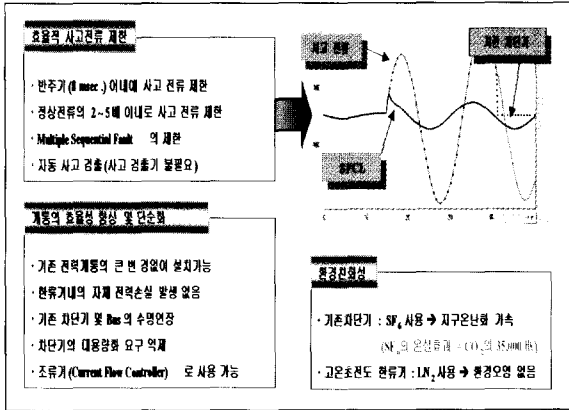 효율적 사고전류 제한
· 반주기(8 msec.) 이내에 사고 전류 제한
· 정상전류의 2~5배 이내로 사고 전류 제한
· Multiple Sequential Fault 의 제한
· 자동 사고 검출 (사고 검출기 불필요)
사고 전류
기존 차단기
SFCL
계통의 효율성 향상 및 단순화
· 기존 전력계통의 큰 변경없이 설치가능
· 한류기내의 자체 전력손실 발생 없음
· 기존 차단기 및 Bus의 수명연장
· 차단기의 대용량화 요구 억제
· 조류기(Current Flow Controller) 로 사용 가능
환경친화성
· 기존차단기 : SF6 사용 → 지구온난화 가속
(SF6의 온실효과 = CO2의 35,000 배)
· 고온초전도 한류기 : LN2 사용 → 환경오염 없음